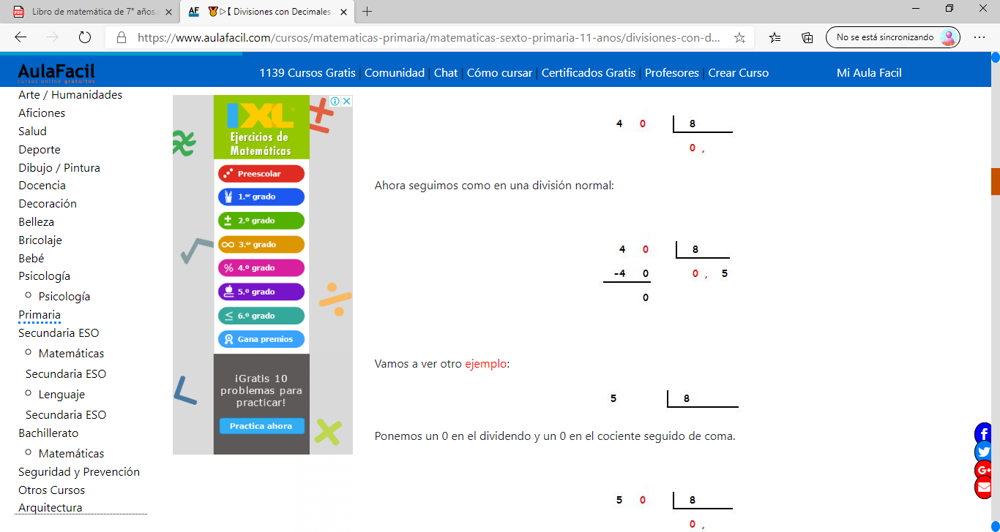 Libro de matemática de 7° años.
Divisiones con Decimales
https://www.aulafacil.com/cursos/matematicas-primaria/matematicas-sexto-primaria-11-anos/divisiones-con-d...
No se está sincronizando
AulaFacil
cursos online gratuitos
1139 Cursos Gratis | Comunidad | Chat | Cómo cursar | Certificados Gratis | Profesores | Crear Curso
Mi Aula Facil
Arte / Humanidades
Aficiones
Salud
Deporte
Dibujo / Pintura
Docencia
Decoración
Belleza
Bricolaje
Bebé
Psicología
Psicología
Primaria
Secundaria ESO
Matemáticas
Secundaria ESO
Lenguaje
Secundaria ESO
Bachillerato
Matemáticas
Seguridad y Prevención
Otros Cursos
Arquitectura
IXL
Ejercicios de
Matemáticas
Preescolar
1.er grado
2.º grado
3.er grado
4.º grado
5.º grado
6.º grado
Gana premios
¡Gratis 10
problemas para
practicar!
Practica ahora
4 0 8
0 ,
Ahora seguimos como en una división normal:
4 0 8
-4 0 0 , 5
0
Vamos a ver otro ejemplo:
5 8
Ponemos un 0 en el dividendo y un 0 en el cociente seguido de coma.
5 0 8
0 ,